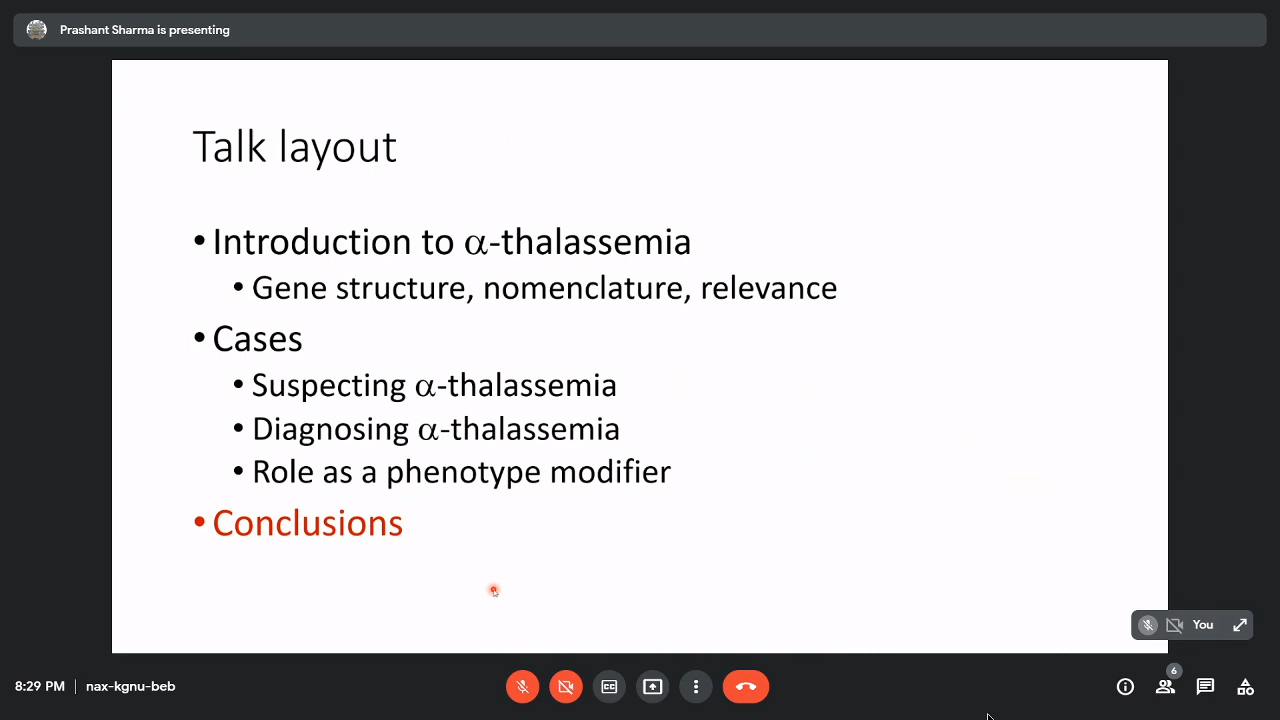 Prashant Sharma is presenting
Talk layout
• Introduction to α-thalassemia
• Gene structure, nomenclature, relevance
• Cases
• Suspecting α-thalassemia
• Diagnosing α-thalassemia
• Role as a phenotype modifier
• Conclusions
You
8:29 PM | nax-kgnu-beb
CC
6